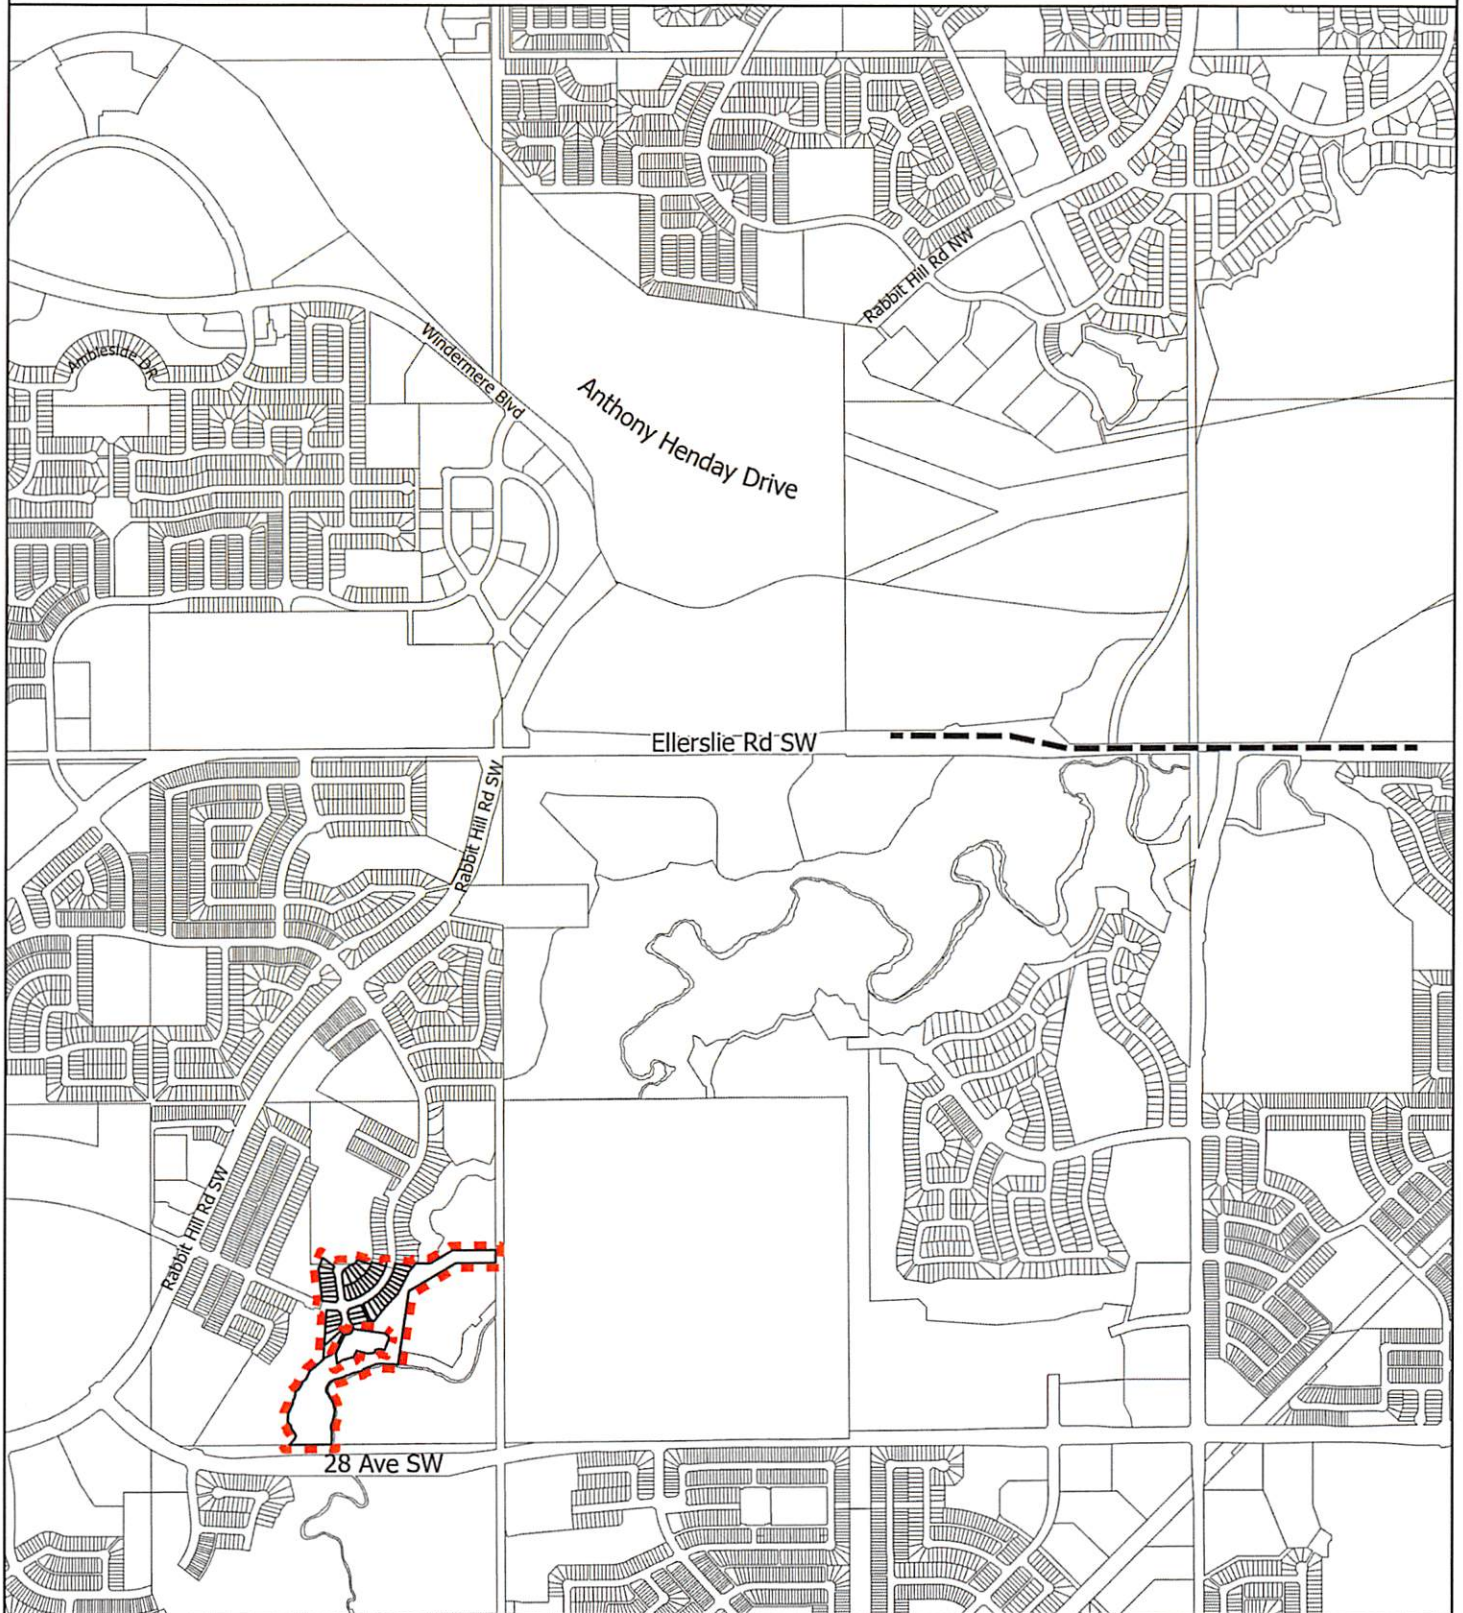 Rabbit Hill Rd NW
Ambleside DR
Windermere Blvd
Anthony Henday Drive
Ellerslie Rd SW
Rabbit Hill Rd SW
Rabbit Hill Rd SW
28 Ave SW